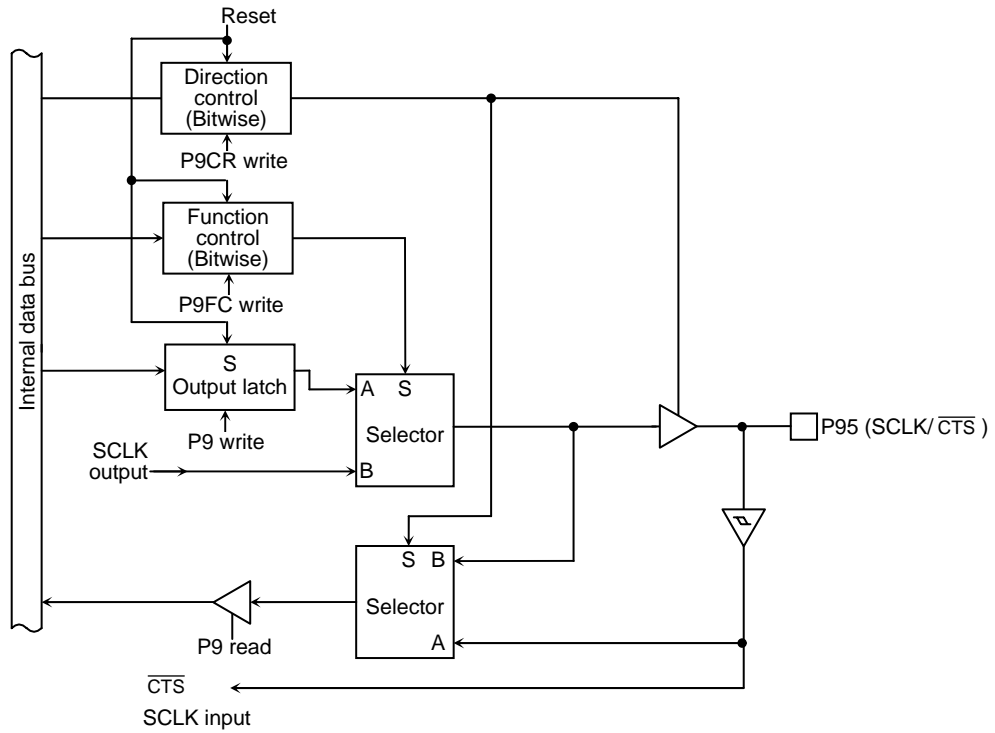 Reset
Internal data bus
Direction
control
(Bitwise)
P9CR write
Function
control
(Bitwise)
P9FC write
S
Output latch
P9 write
SCLK
output
A S
Selector
B
P95 (SCLK/ CTS )
S B
Selector
A
P9 read
CTS
SCLK input